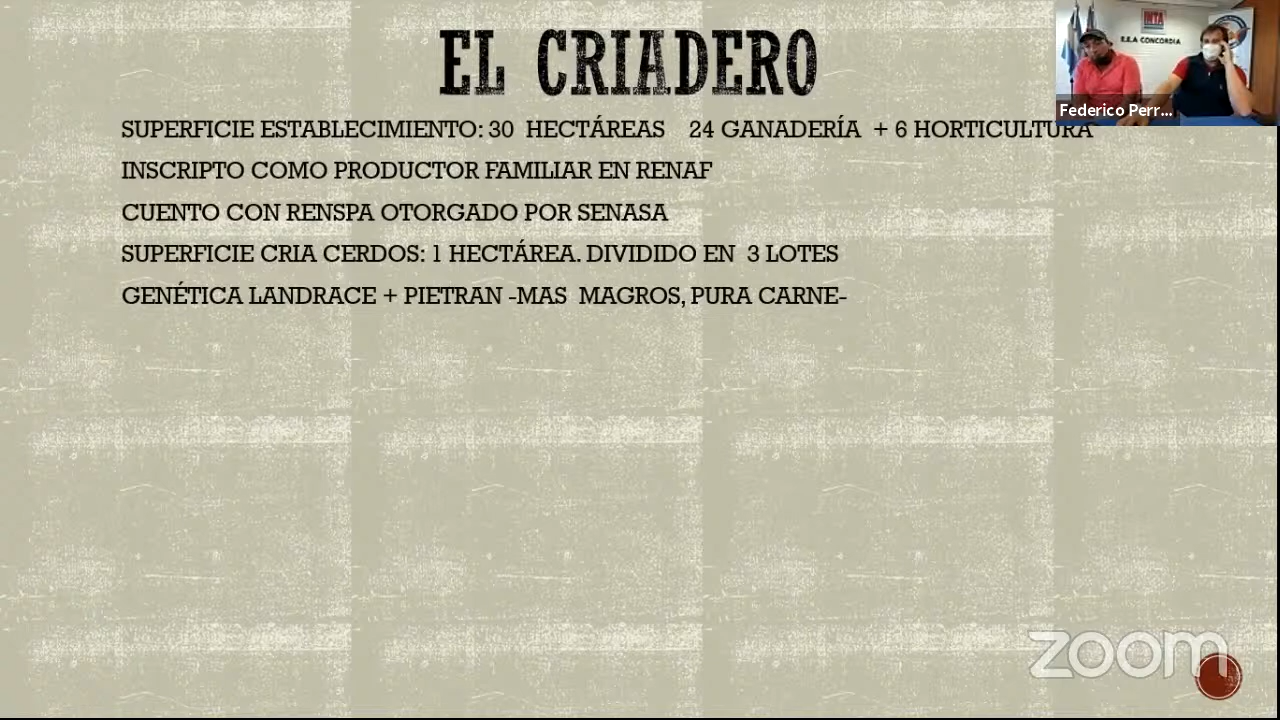 EL CRIADERO
INTA
E.E.A CONCORDIA
Federico Perr...
SUPERFICIE ESTABLECIMIENTO: 30 HECTÁREAS 24 GANADERÍA + 6 HORTICULTURA
INSCRIPTO COMO PRODUCTOR FAMILIAR EN RENAF
CUENTO CON RENSPA OTORGADO POR SENASA
SUPERFICIE CRIA CERDOS: 1 HECTÁREA. DIVIDIDO EN 3 LOTES
GENÉTICA LANDRACE + PIETRAN -MAS MAGROS, PURA CARNE-
zoom